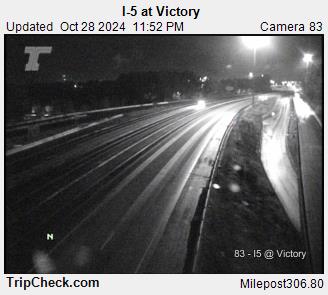 I-5 at Victory
Updated Oct 28 2024 11:52 PM Camera 83
T
N
83 - I5 @ Victory
TripCheck.com Milepost306.80